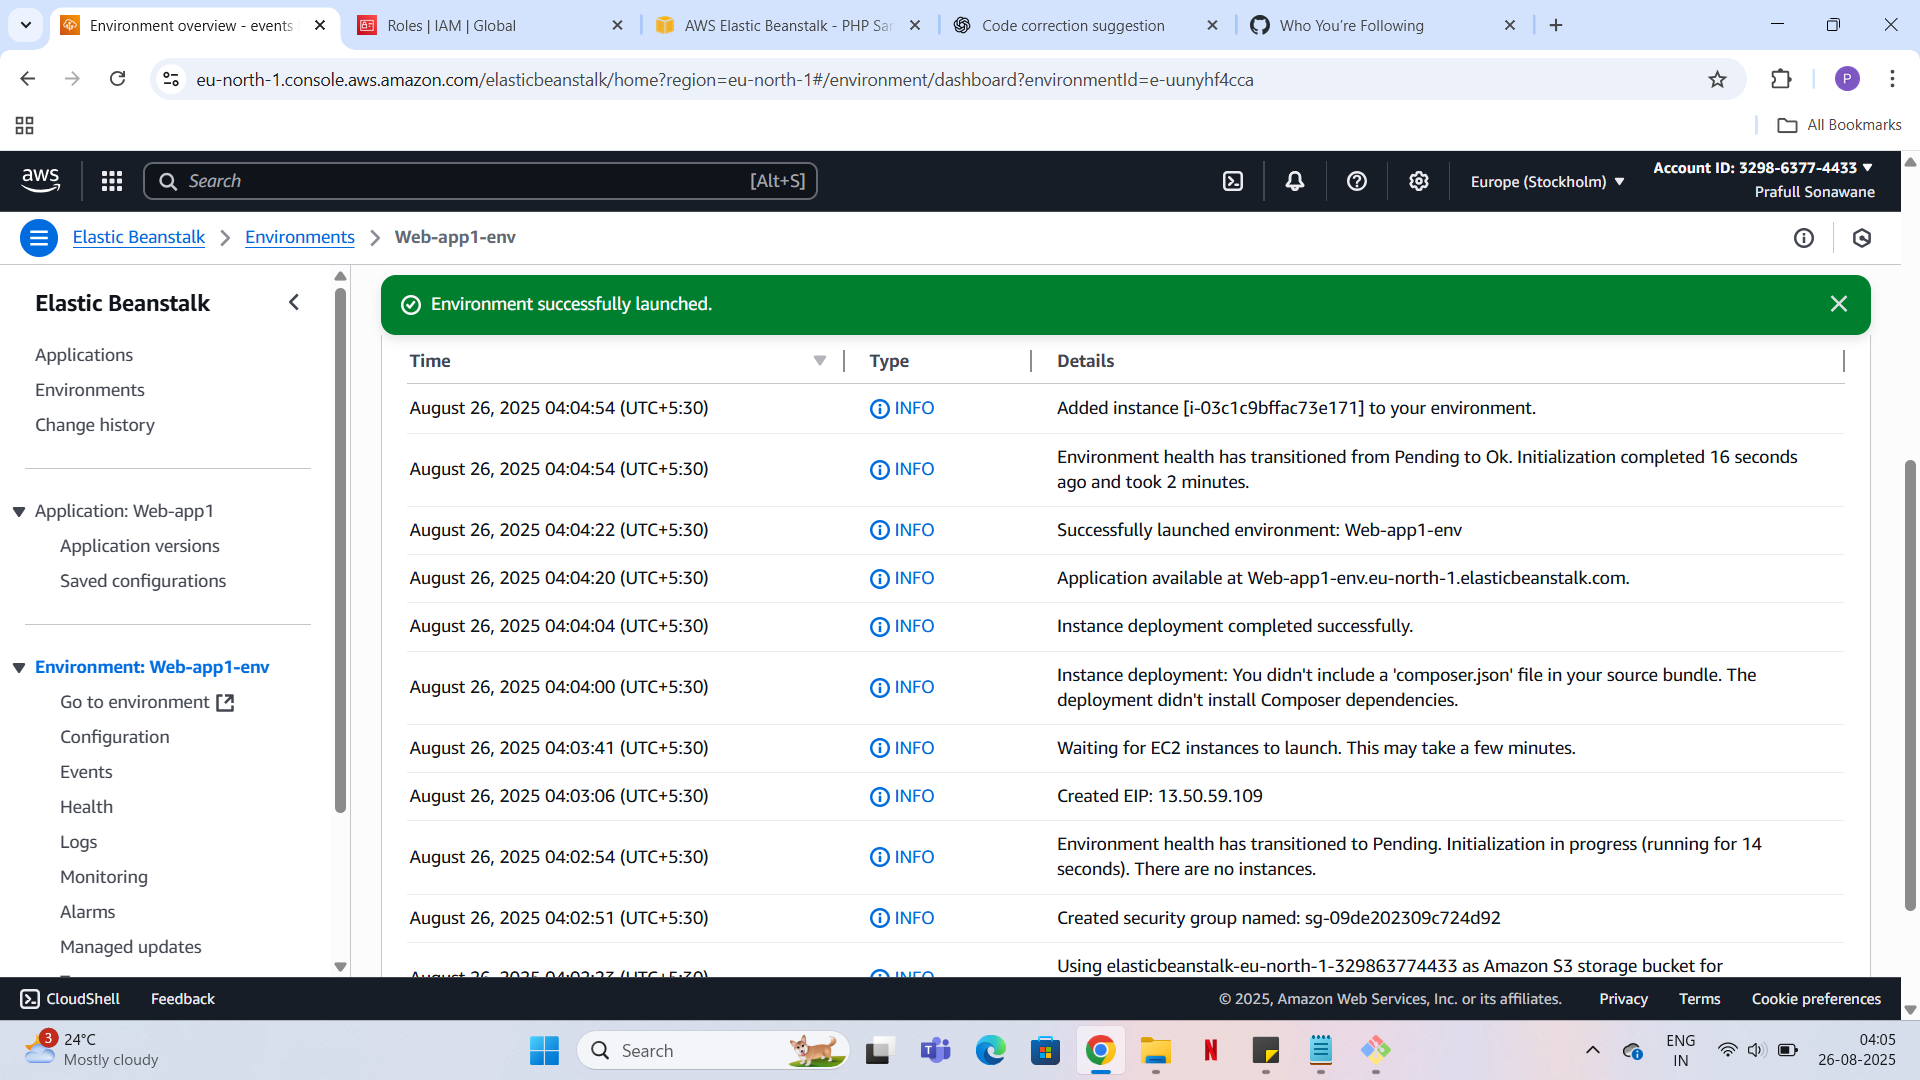 Environment overview - events
Roles | IAM | Global
AWS Elastic Beanstalk - PHP Sar
Code correction suggestion
Who You're Following
eu-north-1.console.aws.amazon.com/elasticbeanstalk/home?region=eu-north-1#/environment/dashboard?environmentId=e-uunyhf4cca
P
All Bookmarks
aws
Search
[Alt+S]
Europe (Stockholm)
Account ID: 3298-6377-4433
Prafull Sonawane
Elastic Beanstalk
Environments
Web-app1-env
Elastic Beanstalk
Applications
Environments
Change history
Application: Web-app1
Application versions
Saved configurations
Environment: Web-app1-env
Go to environment
Configuration
Events
Health
Logs
Monitoring
Alarms
Managed updates
Environment successfully launched.
Time Type Details
August 26, 2025 04:04:54 (UTC+5:30) INFO Added instance [i-03c1c9bffac73e171] to your environment.
August 26, 2025 04:04:54 (UTC+5:30) INFO Environment health has transitioned from Pending to Ok. Initialization completed 16 seconds
ago and took 2 minutes.
August 26, 2025 04:04:22 (UTC+5:30) INFO Successfully launched environment: Web-app1-env
August 26, 2025 04:04:20 (UTC+5:30) INFO Application available at Web-app1-env.eu-north-1.elasticbeanstalk.com.
August 26, 2025 04:04:04 (UTC+5:30) INFO Instance deployment completed successfully.
August 26, 2025 04:04:00 (UTC+5:30) INFO Instance deployment: You didn't include a 'composer.json' file in your source bundle. The
deployment didn't install Composer dependencies.
August 26, 2025 04:03:41 (UTC+5:30) INFO Waiting for EC2 instances to launch. This may take a few minutes.
August 26, 2025 04:03:06 (UTC+5:30) INFO Created EIP: 13.50.59.109
August 26, 2025 04:02:54 (UTC+5:30) INFO Environment health has transitioned to Pending. Initialization in progress (running for 14
seconds). There are no instances.
August 26, 2025 04:02:51 (UTC+5:30) INFO Created security group named: sg-09de202309c724d92
August 26, 2025 04:02:23 (UTC+5:30) INFO Using elasticbeanstalk-eu-north-1-329863774433 as Amazon S3 storage bucket for
CloudShell
Feedback
© 2025, Amazon Web Services, Inc. or its affiliates.
Privacy
Terms
Cookie preferences
3
24°C
Mostly cloudy
Search
N
ENG
IN
04:05
26-08-2025